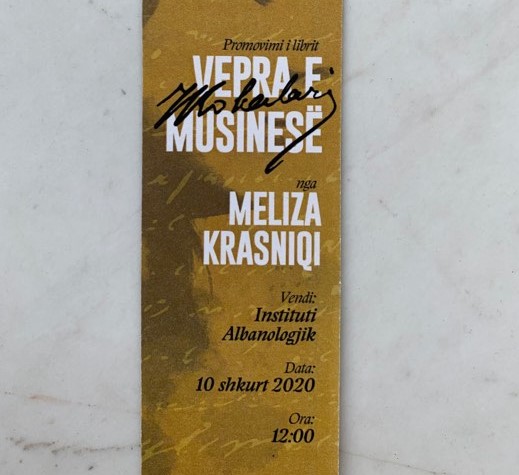 Promovimi i librit
VEPRA E
MUSINESË
nga
MELIZA
KRASNIQI
Vendi:
Instituti
Albanologjik
Data:
10 shkurt 2020
Ora:
12:00